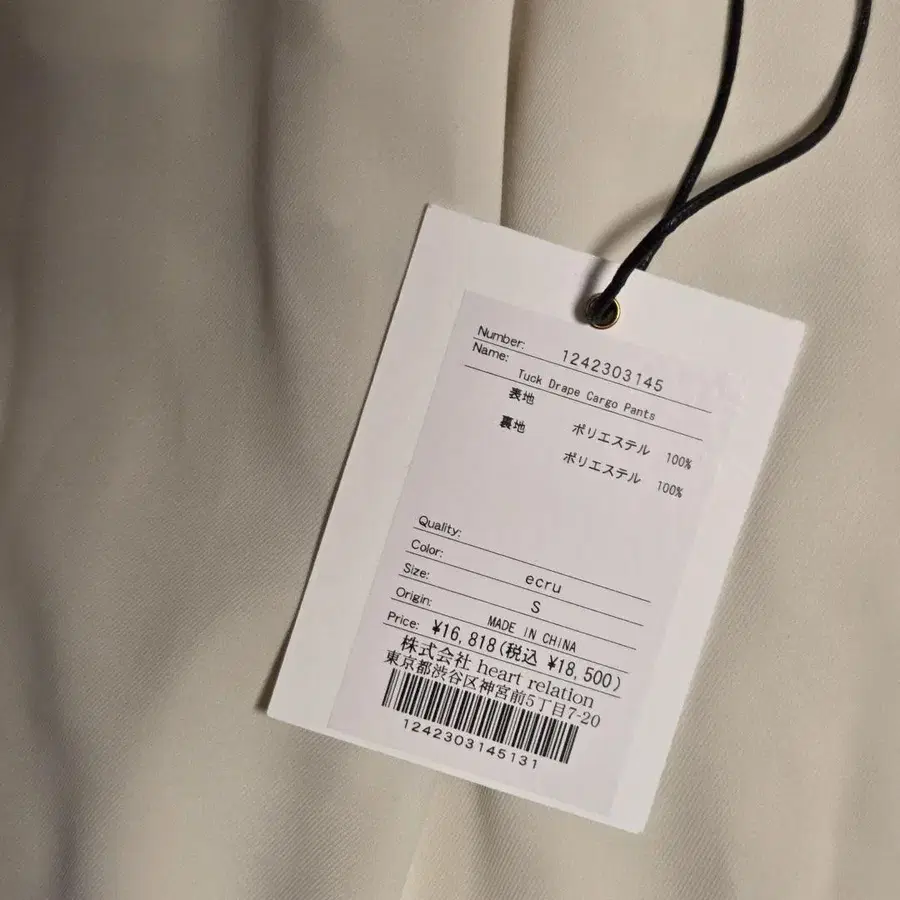 Number: 1242303145
Name: Tuck Drape Cargo Pants
表地 ポリエステル 100%
裏地 ポリエステル 100%
Quality:
Color: ecru
Size: S
Origin: MADE IN CHINA
Price: ¥16,818(税込 ¥18,500)
株式会社 heart relation
東京都渋谷区神宮前5丁目7-20
1242303145131